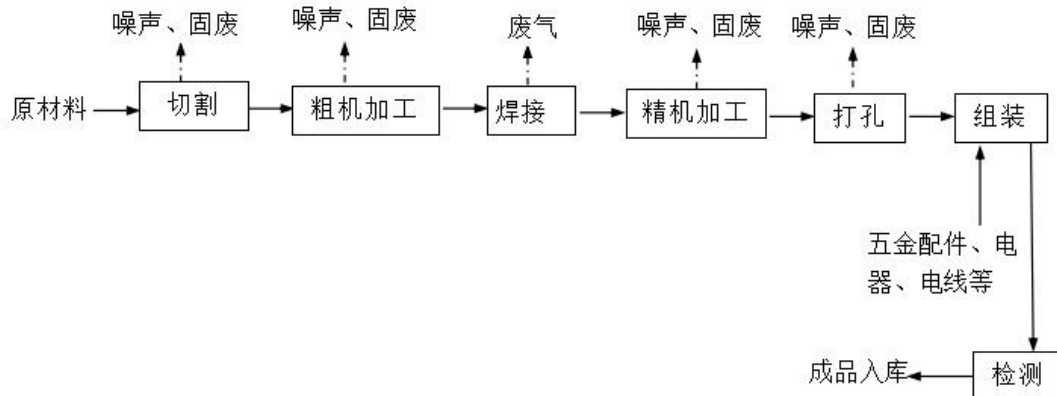 噪声、固废
噪声、固废
废气
噪声、固废
噪声、固废
原材料
切割
粗机加工
焊接
精机加工
打孔
组装
五金配件、电
器、电线等
成品入库
检测